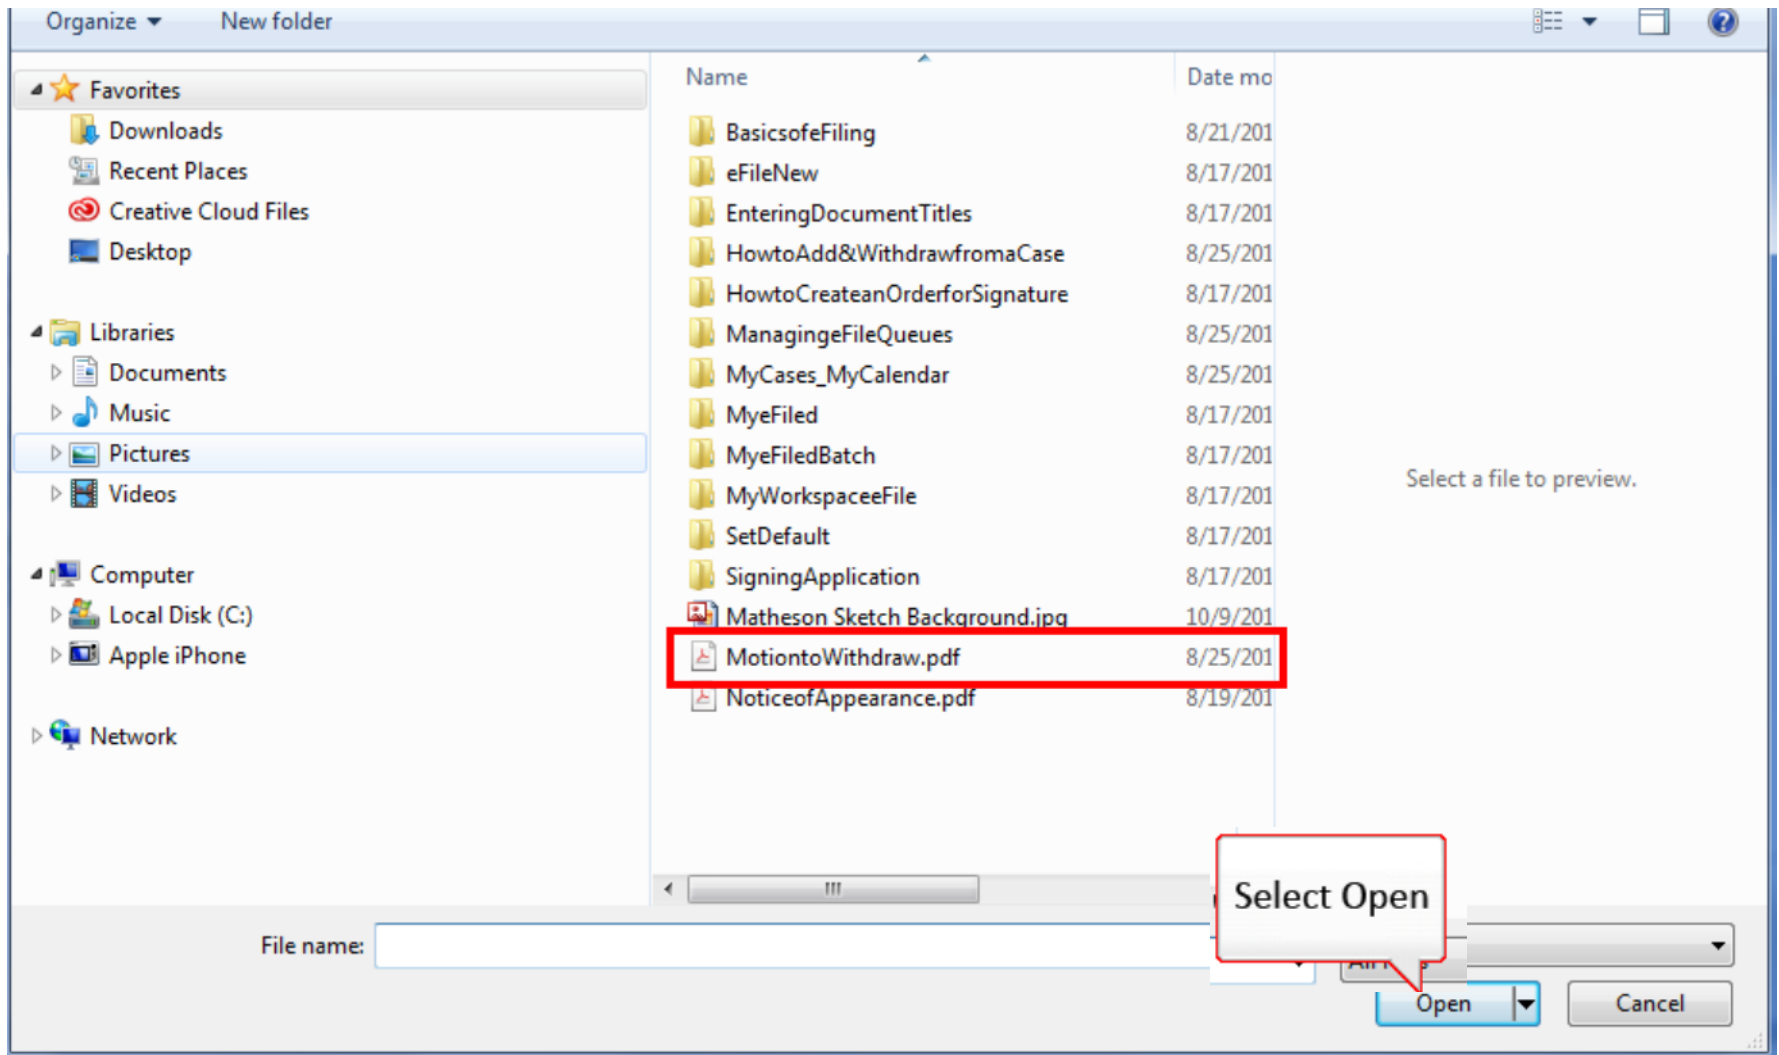 Organize New folder
Name Date mo
Favorites
Downloads
Recent Places
Creative Cloud Files
Desktop
Libraries
Documents
Music
Pictures
Videos
Computer
Local Disk (C:)
Apple iPhone
Network
BasicsofeFiling 8/21/201
eFileNew 8/17/201
EnteringDocumentTitles 8/17/201
HowtoAdd&WithdrawfromaCase 8/25/201
HowtoCreateanOrderforSignature 8/17/201
ManagingeFileQueues 8/25/201
MyCases_MyCalendar 8/25/201
MyeFiled 8/17/201
MyeFiledBatch 8/17/201
MyWorkspaceeFile 8/17/201
SetDefault 8/17/201
SigningApplication 8/17/201
Matheson Sketch Background.jpg 10/9/201
MotiontoWithdraw.pdf 8/25/201
NoticeofAppearance.pdf 8/19/201
Select a file to preview.
Select Open
File name:
Open Cancel